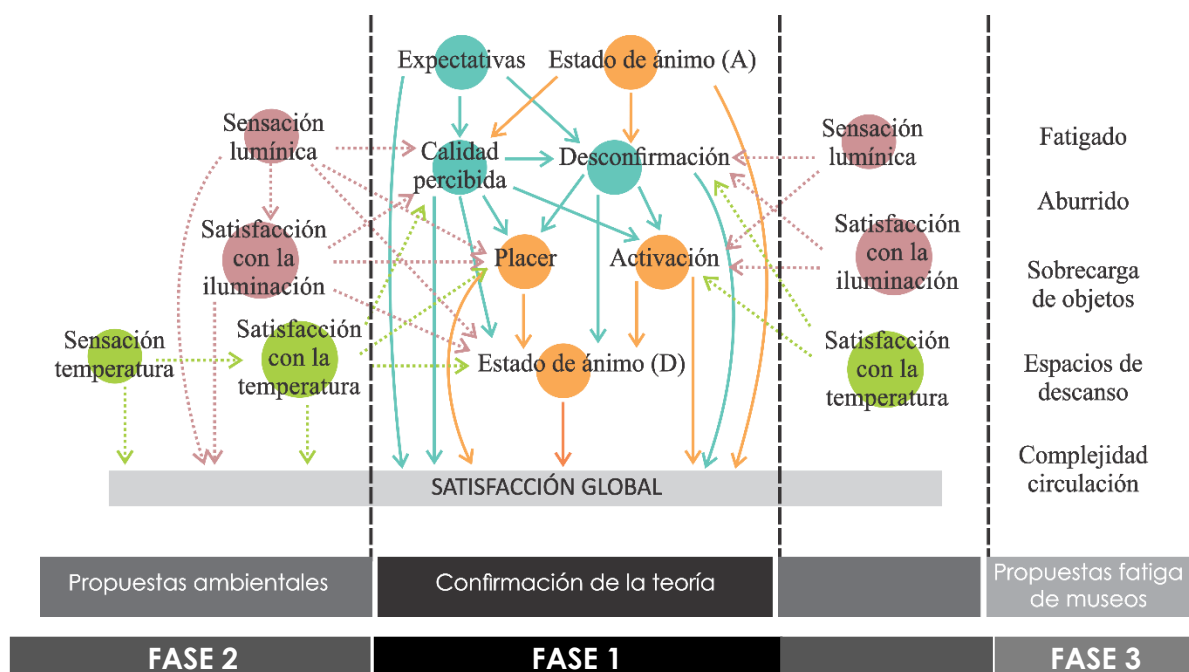 Expectativas
Estado de ánimo (A)
Sensación
lumínica
Calidad
percibida
Desconfirmación
Sensación
lumínica
Fatigado
Aburrido
Satisfacción
con la
iluminación
Placer
Activación
Satisfacción
con la
iluminación
Sobrecarga
de objetos
Sensación
temperatura
Satisfacción
con la
temperatura
Estado de ánimo (D)
Satisfacción
con la
temperatura
Espacios de
descanso
Complejidad
circulación
SATISFACCIÓN GLOBAL
Propuestas ambientales
Confirmación de la teoría
Propuestas fatiga
de museos
FASE 2
FASE 1
FASE 3